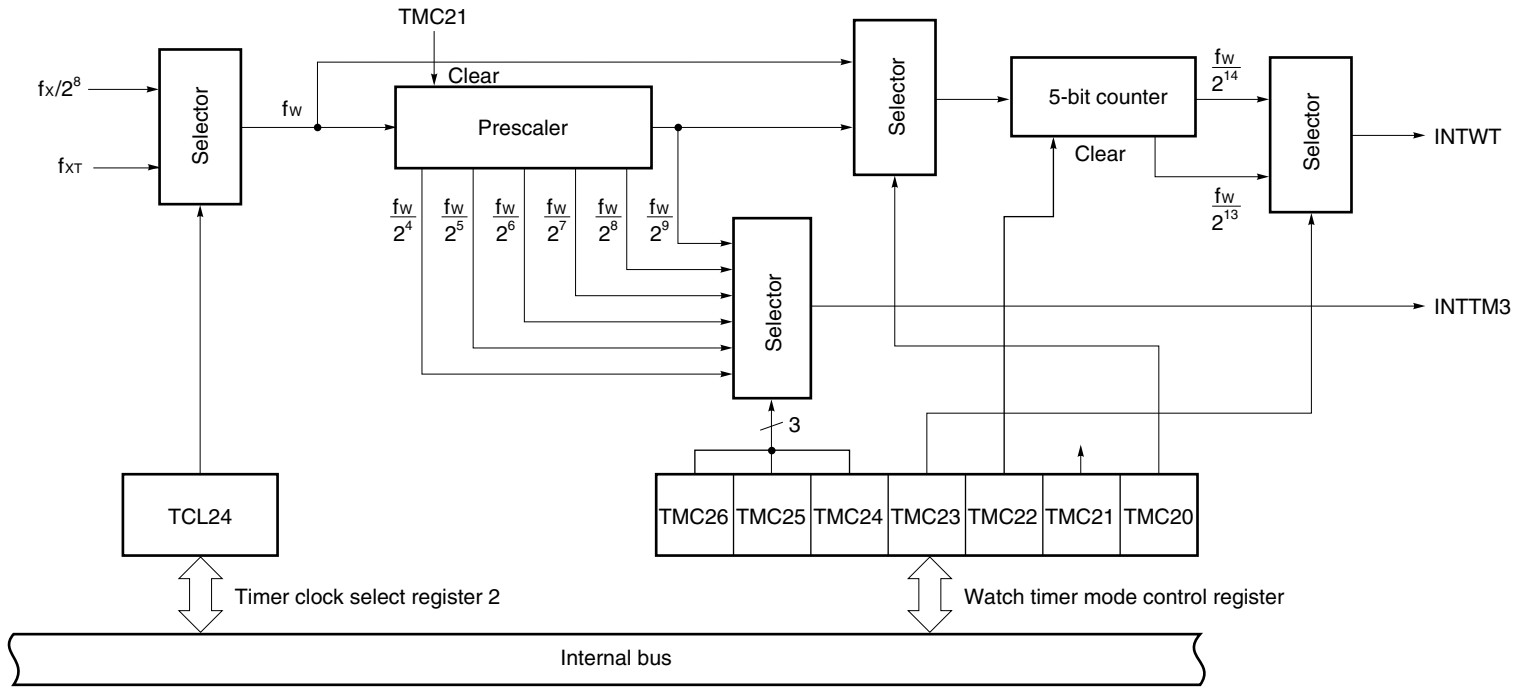 TMC21
Clear
fX/2^8
fXT
Selector
fW
Prescaler
Selector
5-bit counter
Clear
fW/2^14
fW/2^13
Selector
INTWT
fW/2^4
fW/2^5
fW/2^6
fW/2^7
fW/2^8
fW/2^9
Selector
INTTM3
3
TCL24
TMC26 TMC25 TMC24 TMC23 TMC22 TMC21 TMC20
Timer clock select register 2
Watch timer mode control register
Internal bus